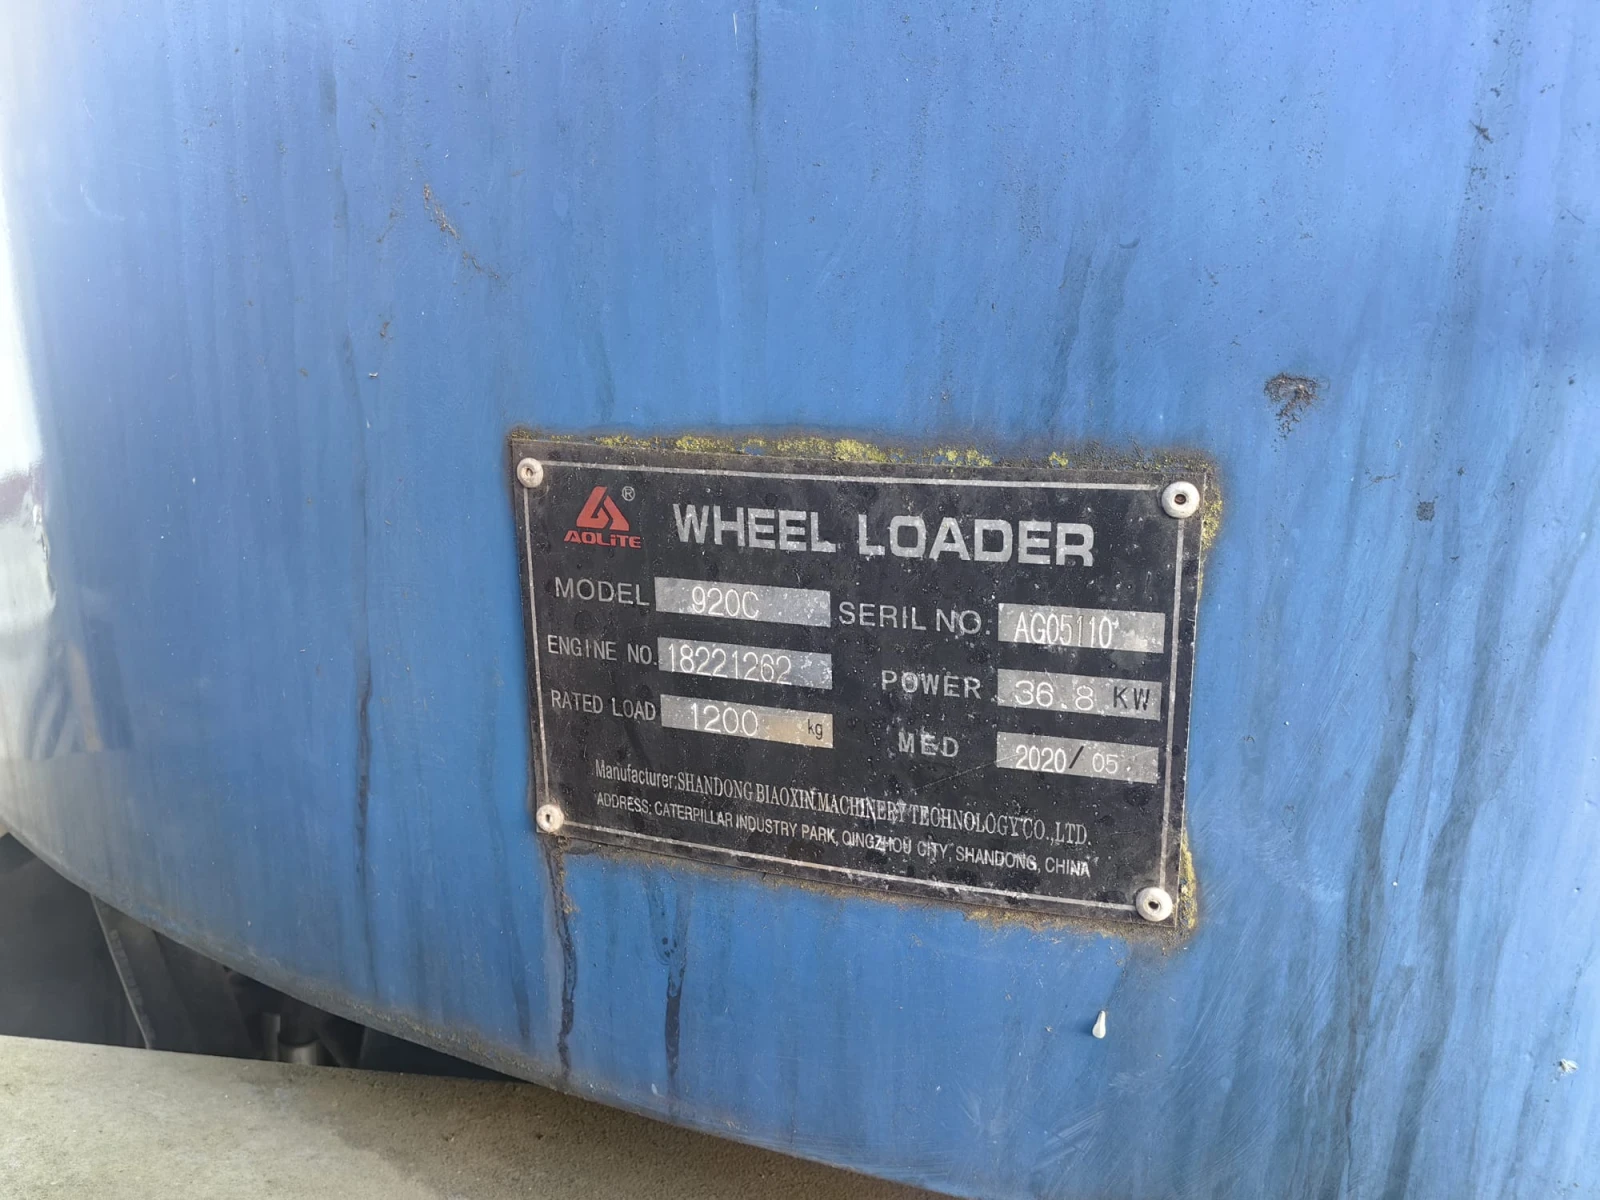 AOLITE ®
WHEEL LOADER
MODEL 920C
SERIL NO. AG05110
ENGINE NO. 18221262
POWER 36.8 KW
RATED LOAD 1200 kg
MED 2020/05
Manufacturer:SHANDONG BIAOXIN MACHINERY TECHNOLOGY CO.,LTD.
ADDRESS: CATERPILLAR INDUSTRY PARK, QINGZHOU CITY, SHANDONG, CHINA